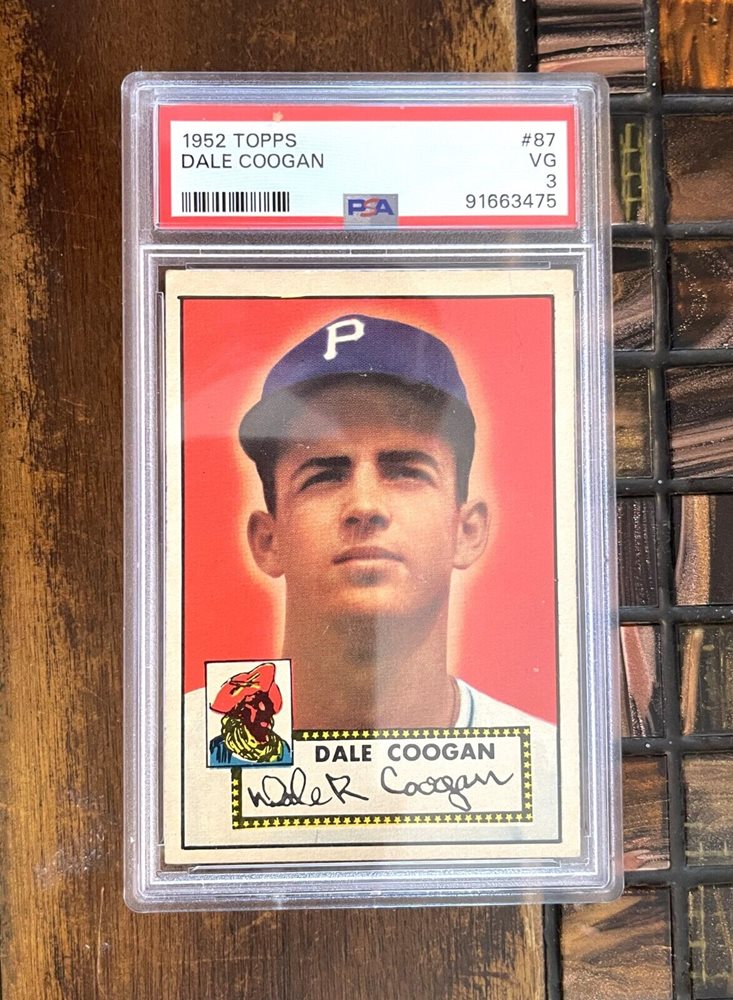 1952 TOPPS #87
DALE COOGAN VG
3
PSA 91663475
P
DALE COOGAN
Dale R Coogan